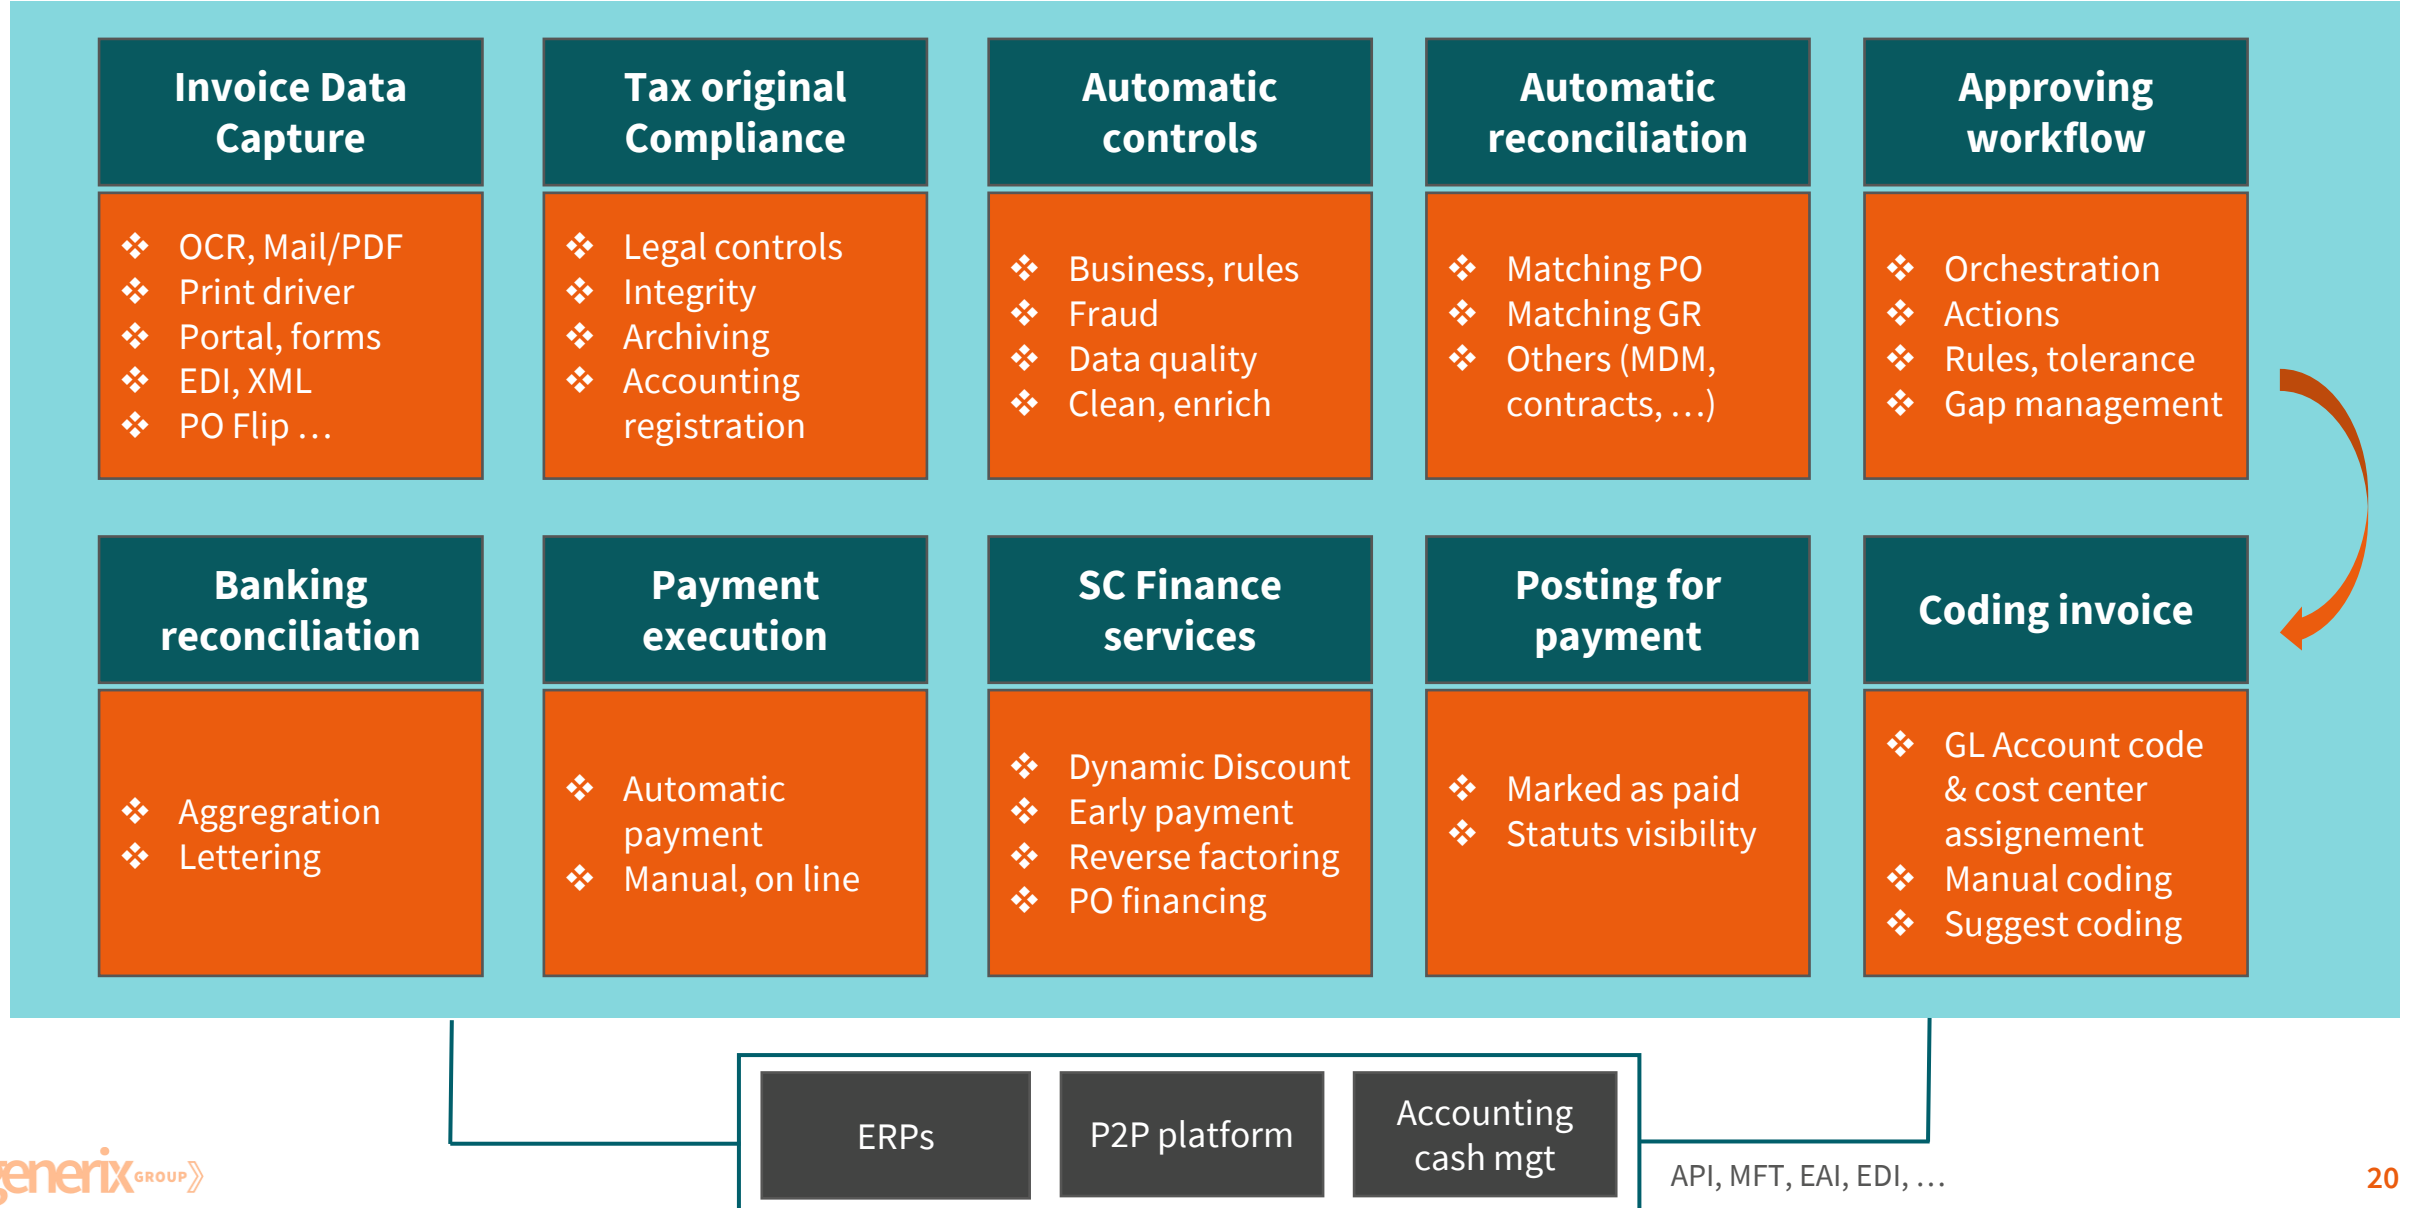 Invoice Data
Capture
❖ OCR, Mail/PDF
❖ Print driver
❖ Portal, forms
❖ EDI, XML
❖ PO Flip …
Tax original
Compliance
❖ Legal controls
❖ Integrity
❖ Archiving
❖ Accounting
registration
Automatic
controls
❖ Business, rules
❖ Fraud
❖ Data quality
❖ Clean, enrich
Automatic
reconciliation
❖ Matching PO
❖ Matching GR
❖ Others (MDM,
contracts, …)
Approving
workflow
❖ Orchestration
❖ Actions
❖ Rules, tolerance
❖ Gap management
Banking
reconciliation
❖ Aggregration
❖ Lettering
Payment
execution
❖ Automatic
payment
❖ Manual, on line
SC Finance
services
❖ Dynamic Discount
❖ Early payment
❖ Reverse factoring
❖ PO financing
Posting for
payment
❖ Marked as paid
❖ Statuts visibility
Coding invoice
❖ GL Account code
& cost center
assignement
❖ Manual coding
❖ Suggest coding
ERPs
P2P platform
Accounting
cash mgt
API, MFT, EAI, EDI, …
generix GROUP
20